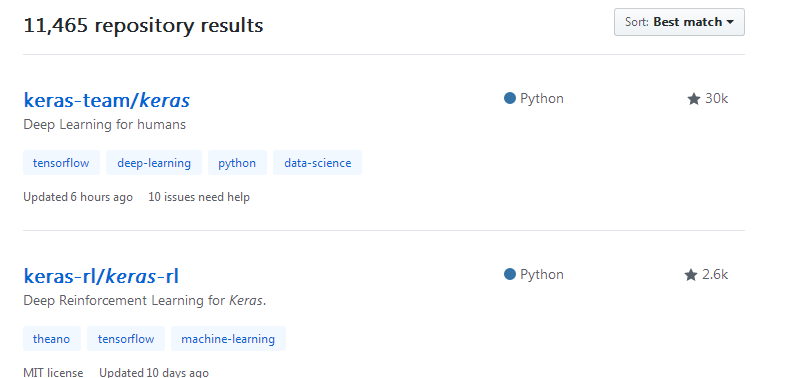 11,465 repository results
Sort: Best match
keras-team/keras
Python
30k
Deep Learning for humans
tensorflow deep-learning python data-science
Updated 6 hours ago 10 issues need help
keras-rl/keras-rl
Python
2.6k
Deep Reinforcement Learning for Keras.
theano tensorflow machine-learning
MIT license Updated 10 days ago